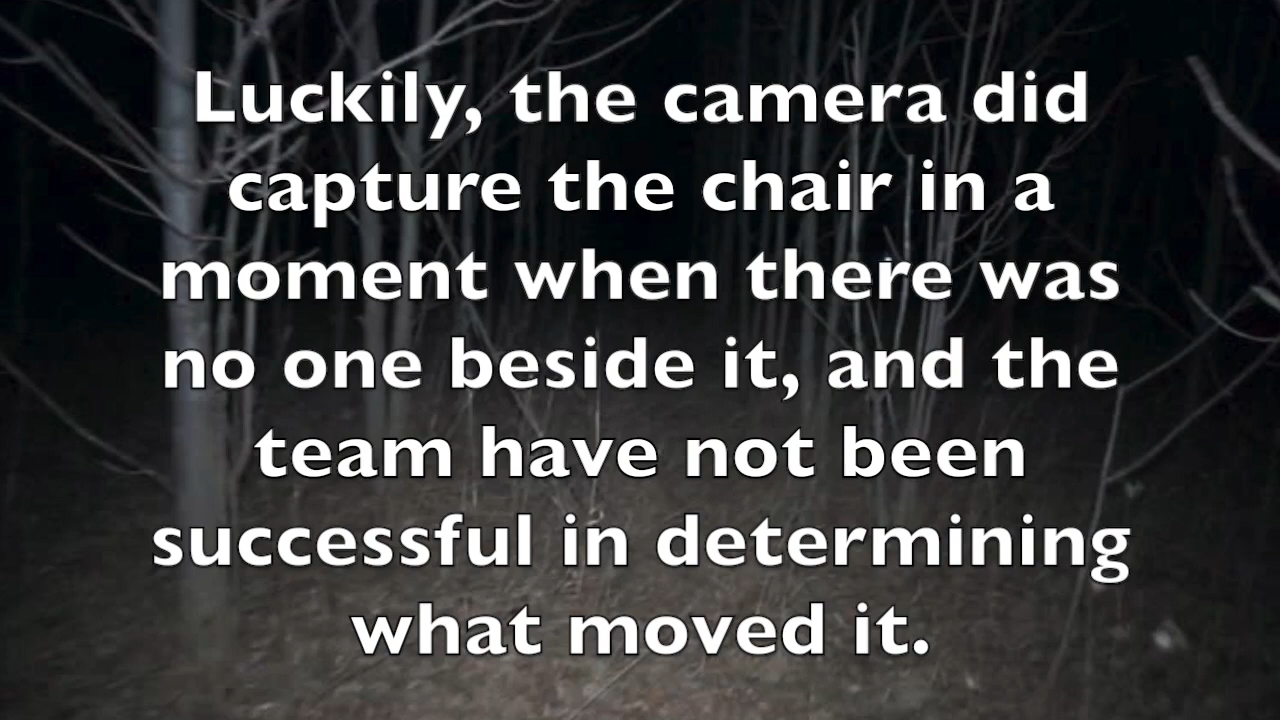 Luckily, the camera did
capture the chair in a
moment when there was
no one beside it, and the
team have not been
successful in determining
what moved it.